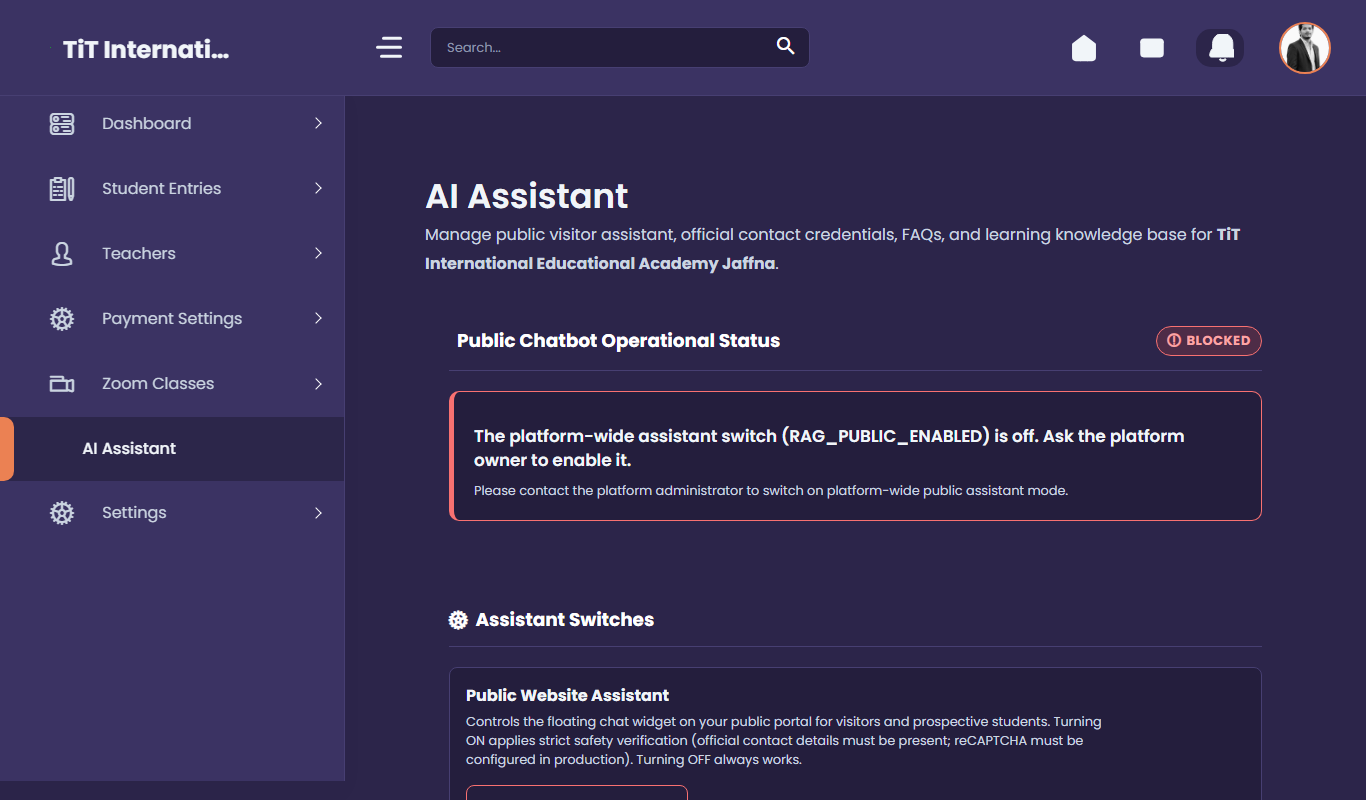 TiT Internati...
Search...
Dashboard
Student Entries
Teachers
Payment Settings
Zoom Classes
AI Assistant
Settings
AI Assistant
Manage public visitor assistant, official contact credentials, FAQs, and learning knowledge base for TiT
International Educational Academy Jaffna.
Public Chatbot Operational Status
BLOCKED
The platform-wide assistant switch (RAG_PUBLIC_ENABLED) is off. Ask the platform
owner to enable it.
Please contact the platform administrator to switch on platform-wide public assistant mode.
Assistant Switches
Public Website Assistant
Controls the floating chat widget on your public portal for visitors and prospective students. Turning
ON applies strict safety verification (official contact details must be present; reCAPTCHA must be
configured in production). Turning OFF always works.